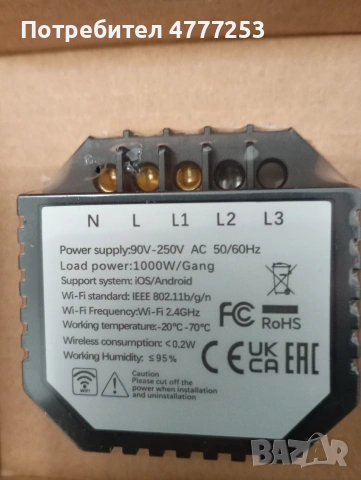 Потребител 4777253
N L L1 L2 L3
Power supply:90V-250V AC 50/60Hz
Load power:1000W/Gang
Support system: iOS/Android
Wi-Fi standard: IEEE 802.11b/g/n
Wi-Fi Frequency:Wi-Fi 2.4GHz
Working temperature:-20℃-70℃
Wireless consumption:<0.2W
Working Humidity: ≤95%
FC
RoHS
CE UK CA EAC
WiFi
Caution
Please cut off the
power when installation
and uninstallation
BAZAR
bg